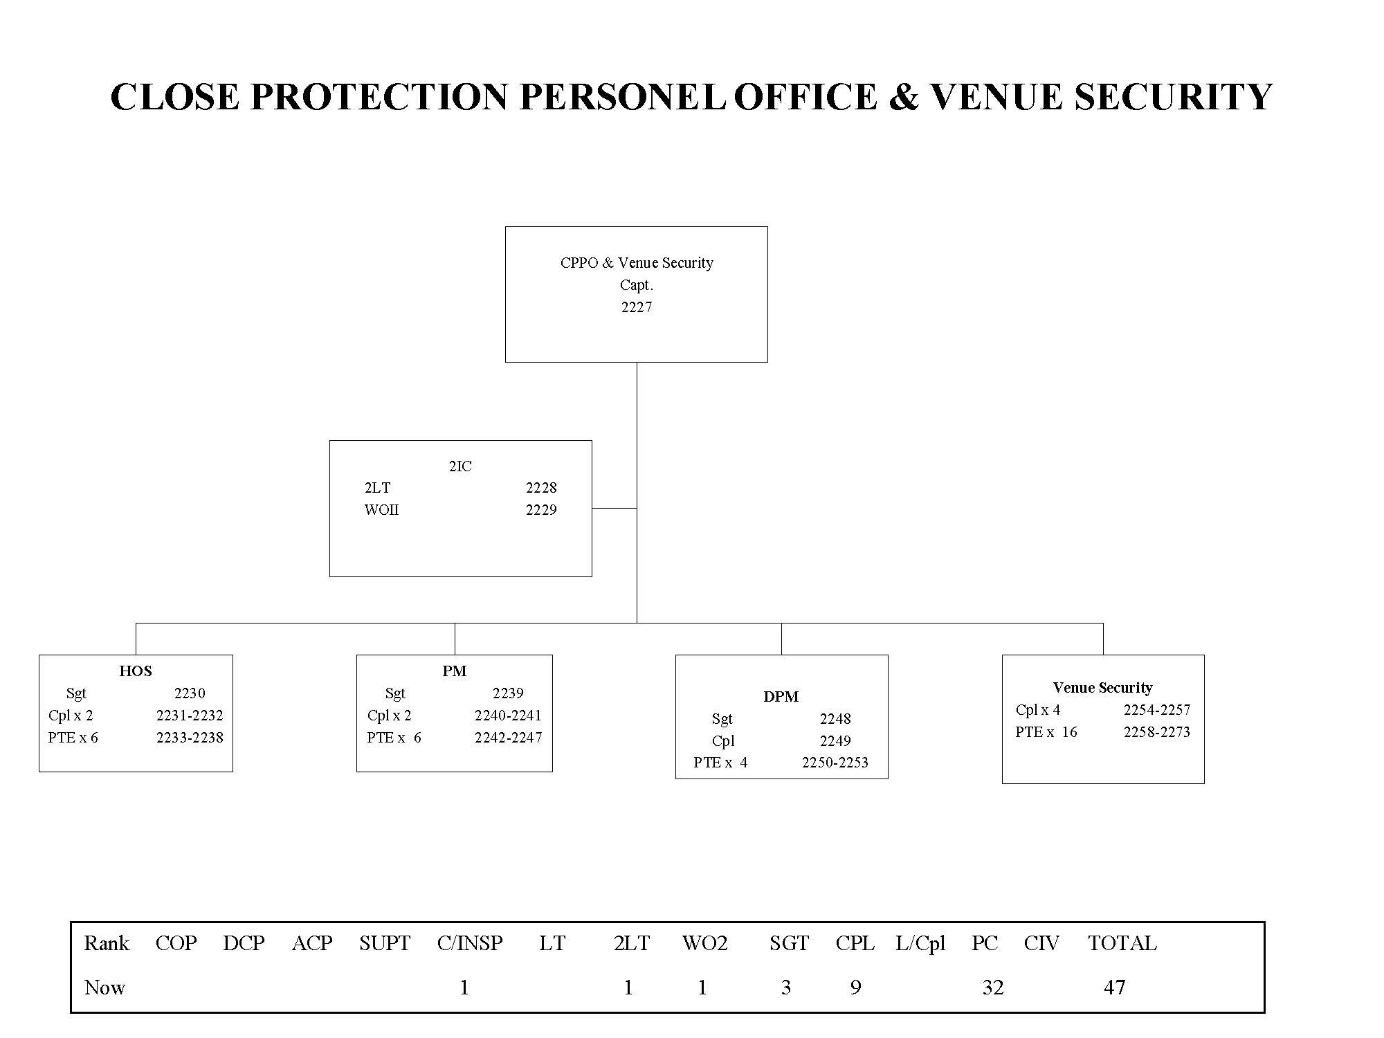 CLOSE PROTECTION PERSONEL OFFICE & VENUE SECURITY
CPPO & Venue Security
Capt.
2227
2IC
2LT 2228
WOII 2229
HOS
Sgt 2230
Cpl x 2 2231-2232
PTE x 6 2233-2238
PM
Sgt 2239
Cpl x 2 2240-2241
PTE x 6 2242-2247
DPM
Sgt 2248
Cpl 2249
PTE x 4 2250-2253
Venue Security
Cpl x 4 2254-2257
PTE x 16 2258-2273
Rank COP DCP ACP SUPT C/INSP LT 2LT WO2 SGT CPL L/Cpl PC CIV TOTAL
Now 1 1 1 3 9 32 47